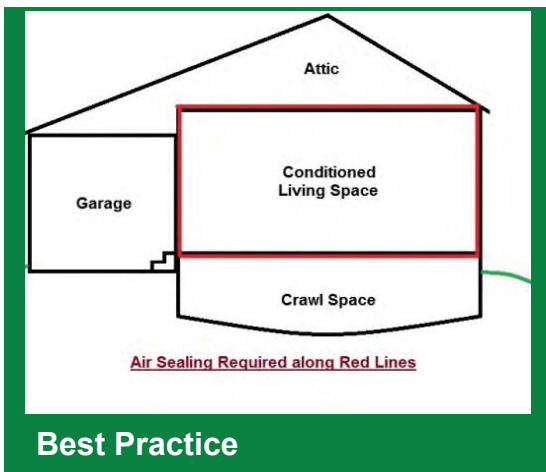 Attic
Conditioned
Living Space
Garage
Crawl Space
Air Sealing Required along Red Lines
Best Practice